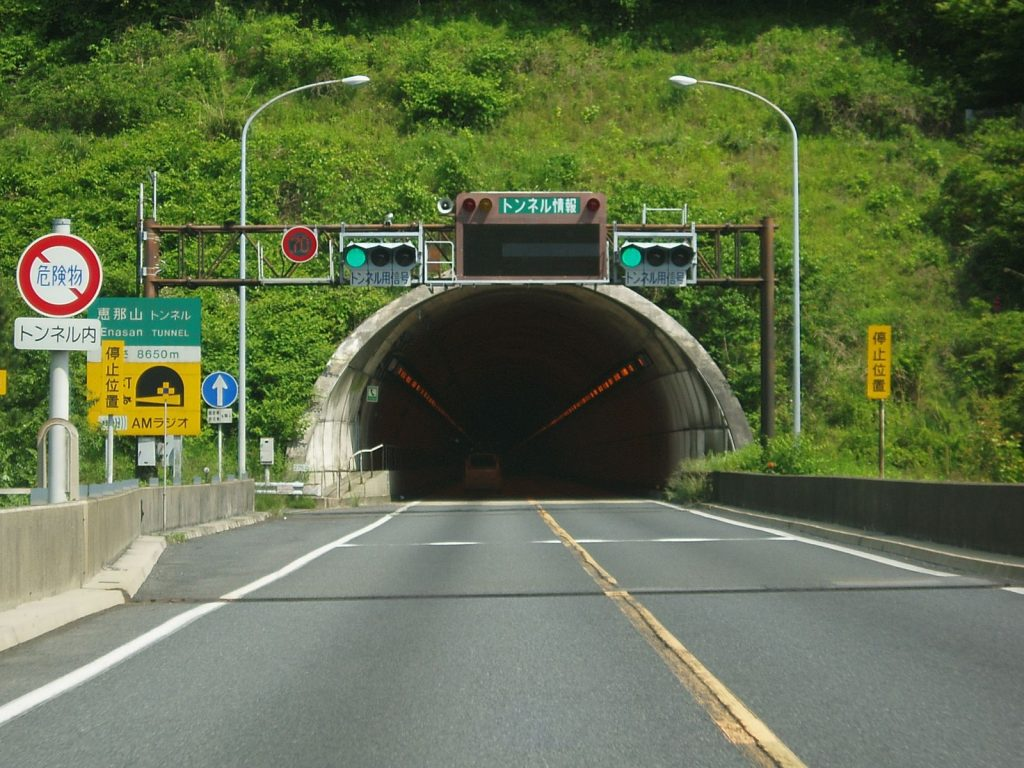 トンネル情報
70
トンネル用信号
トンネル用信号
危険物
トンネル内
恵那山 トンネル
Enasan TUNNEL
8650m
停止位置
灯
AMラジオ
停止位置